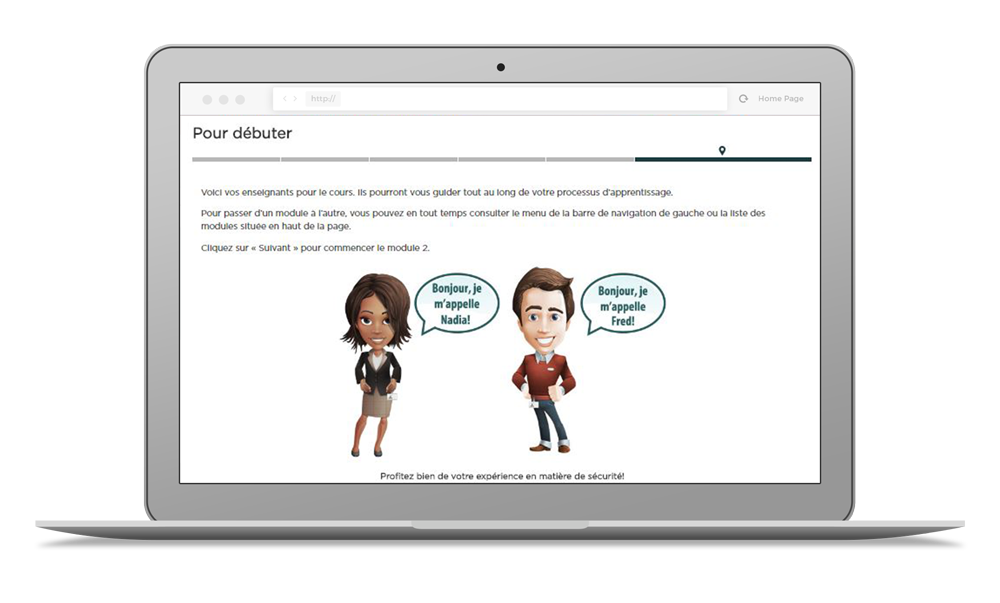 http://
Home Page
Pour débuter
Voici vos enseignants pour le cours. Ils pourront vous guider tout au long de votre processus d'apprentissage.
Pour passer d'un module à l'autre, vous pouvez en tout temps consulter le menu de la barre de navigation de gauche ou la liste des
modules située en haut de la page.
Cliquez sur « Suivant » pour commencer le module 2.
Bonjour, je
m'appelle
Nadia!
Bonjour, je
m'appelle
Fred!
Profitez bien de votre expérience en matière de sécurité!